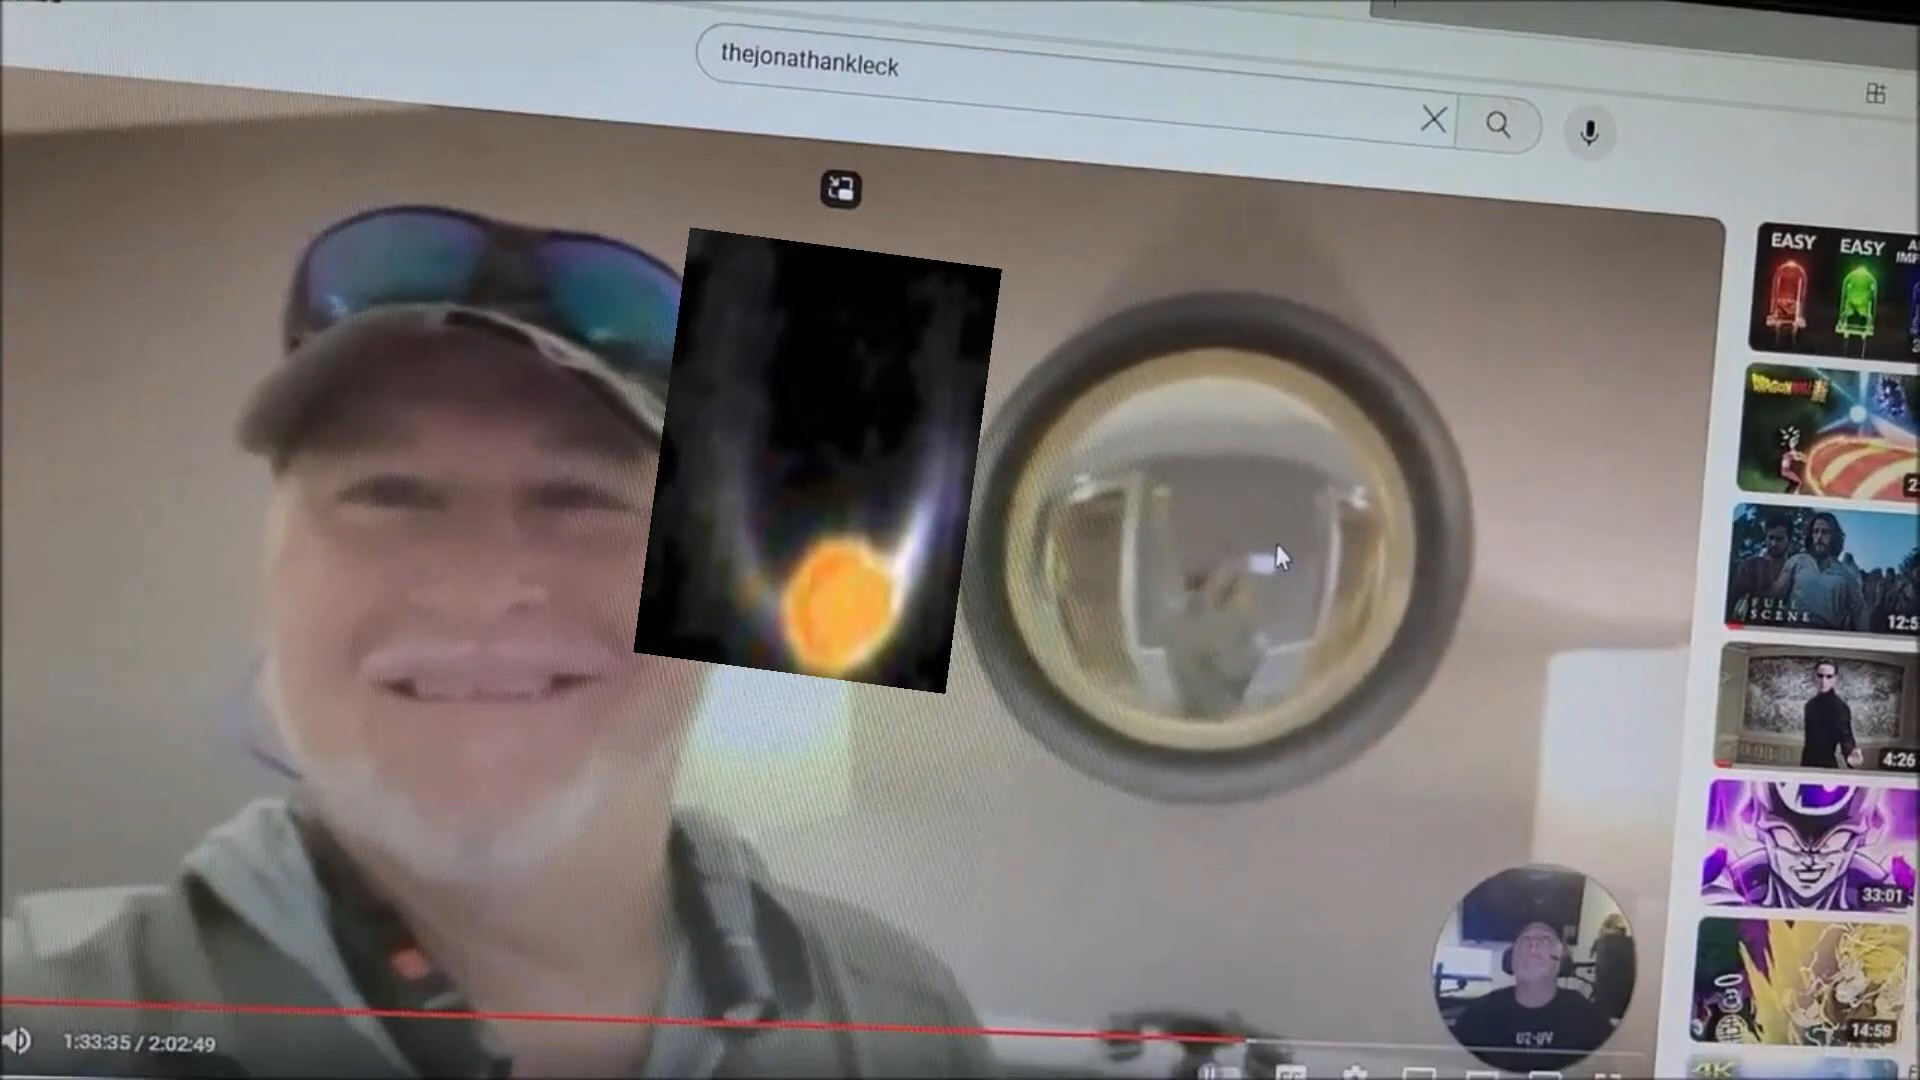 thejonathankleck
EASY EASY
FULL
SCENE
12:5
4:26
33:01
14:58
4K
1:33:35 / 2:02:49